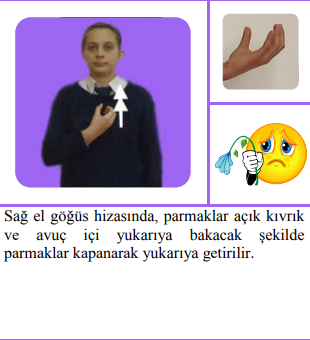 Sağ el göğüs hizasında, parmaklar açık kıvrık
ve avuç içi yukarıya bakacak şekilde
parmaklar kapanarak yukarıya getirilir.